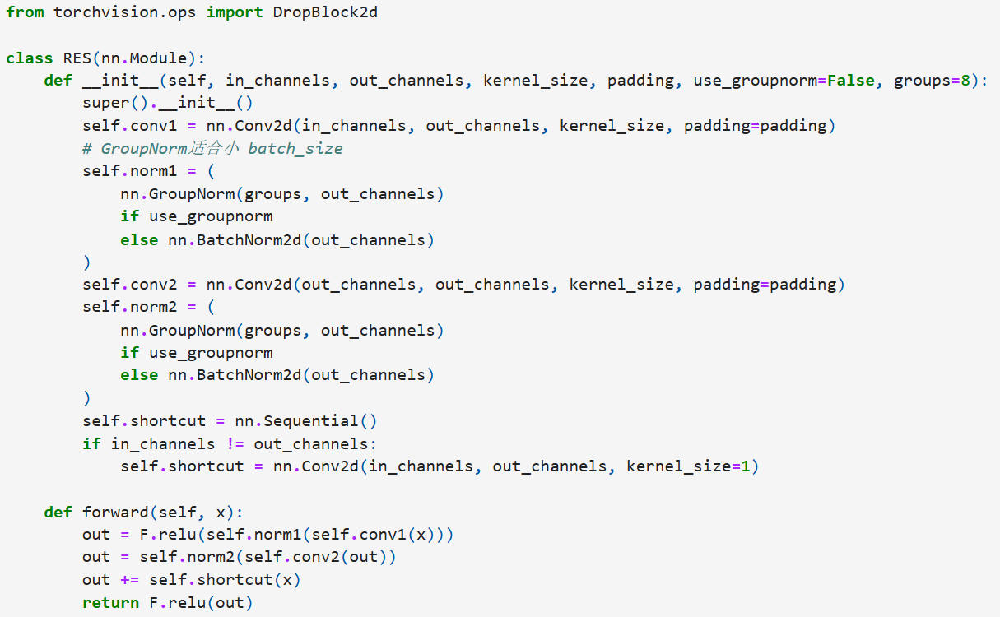 from torchvision.ops import DropBlock2d

class RES(nn.Module):
    def __init__(self, in_channels, out_channels, kernel_size, padding, use_groupnorm=False, groups=8):
        super().__init__()
        self.conv1 = nn.Conv2d(in_channels, out_channels, kernel_size, padding=padding)
        # GroupNorm适合小 batch_size
        self.norm1 = (
            nn.GroupNorm(groups, out_channels)
            if use_groupnorm
            else nn.BatchNorm2d(out_channels)
        )
        self.conv2 = nn.Conv2d(out_channels, out_channels, kernel_size, padding=padding)
        self.norm2 = (
            nn.GroupNorm(groups, out_channels)
            if use_groupnorm
            else nn.BatchNorm2d(out_channels)
        )
        self.shortcut = nn.Sequential()
        if in_channels != out_channels:
            self.shortcut = nn.Conv2d(in_channels, out_channels, kernel_size=1)

    def forward(self, x):
        out = F.relu(self.norm1(self.conv1(x)))
        out = self.norm2(self.conv2(out))
        out += self.shortcut(x)
        return F.relu(out)